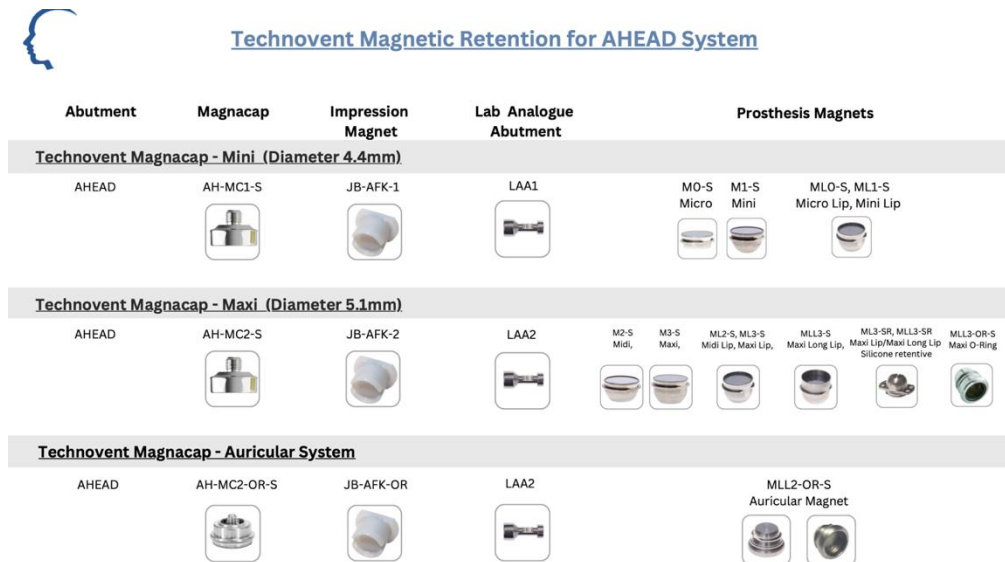 Technovent Magnetic Retention for AHEAD System
Abutment Magnacap Impression Magnet Lab Analogue Abutment Prosthesis Magnets
Technovent Magnacap - Mini (Diameter 4.4mm)
AHEAD AH-MC1-S JB-AFK-1 LAA1 M0-S M1-S ML0-S, ML1-S
Micro Mini Micro Lip, Mini Lip
Technovent Magnacap - Maxi (Diameter 5.1mm)
AHEAD AH-MC2-S JB-AFK-2 LAA2 M2-S M3-S ML2-S, ML3-S MLL3-S ML3-SR, MLL3-SR MLL3-OR-S
Midi, Maxi, Midi Lip, Maxi Lip, Maxi Long Lip, Maxi Lip/Maxi Long Lip Maxi O-Ring
Silicone retentive
Technovent Magnacap - Auricular System
AHEAD AH-MC2-OR-S JB-AFK-OR LAA2 MLL2-OR-S
Auricular Magnet